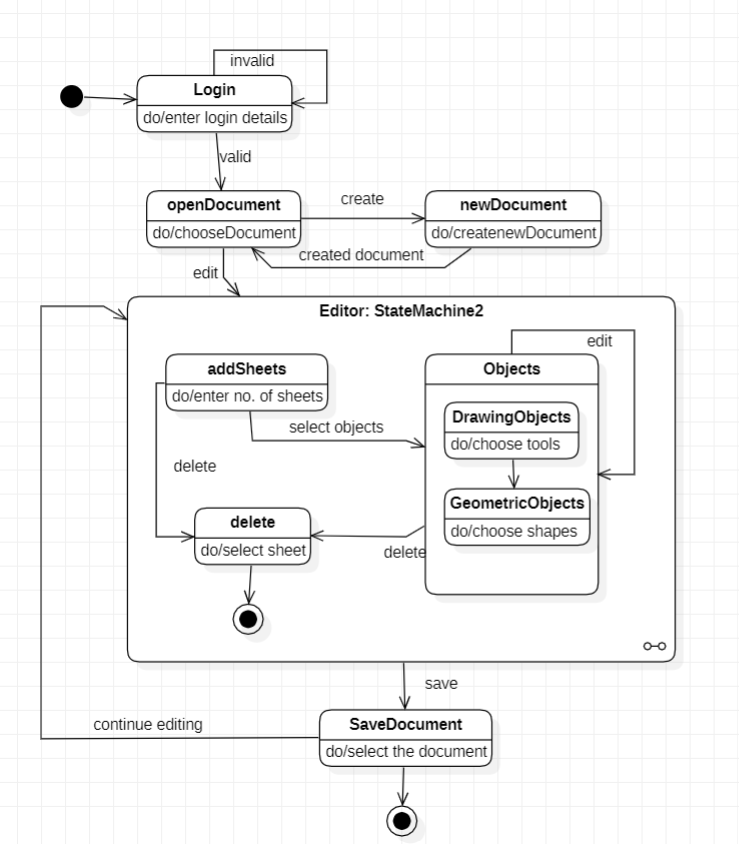 invalid
Login
do/enter login details
valid
openDocument
do/chooseDocument
create
newDocument
do/createnewDocument
created document
edit
Editor: StateMachine2
addSheets
do/enter no. of sheets
Objects
edit
DrawingObjects
do/choose tools
select objects
delete
GeometricObjects
do/choose shapes
delete
do/select sheet
delete
save
SaveDocument
do/select the document
continue editing